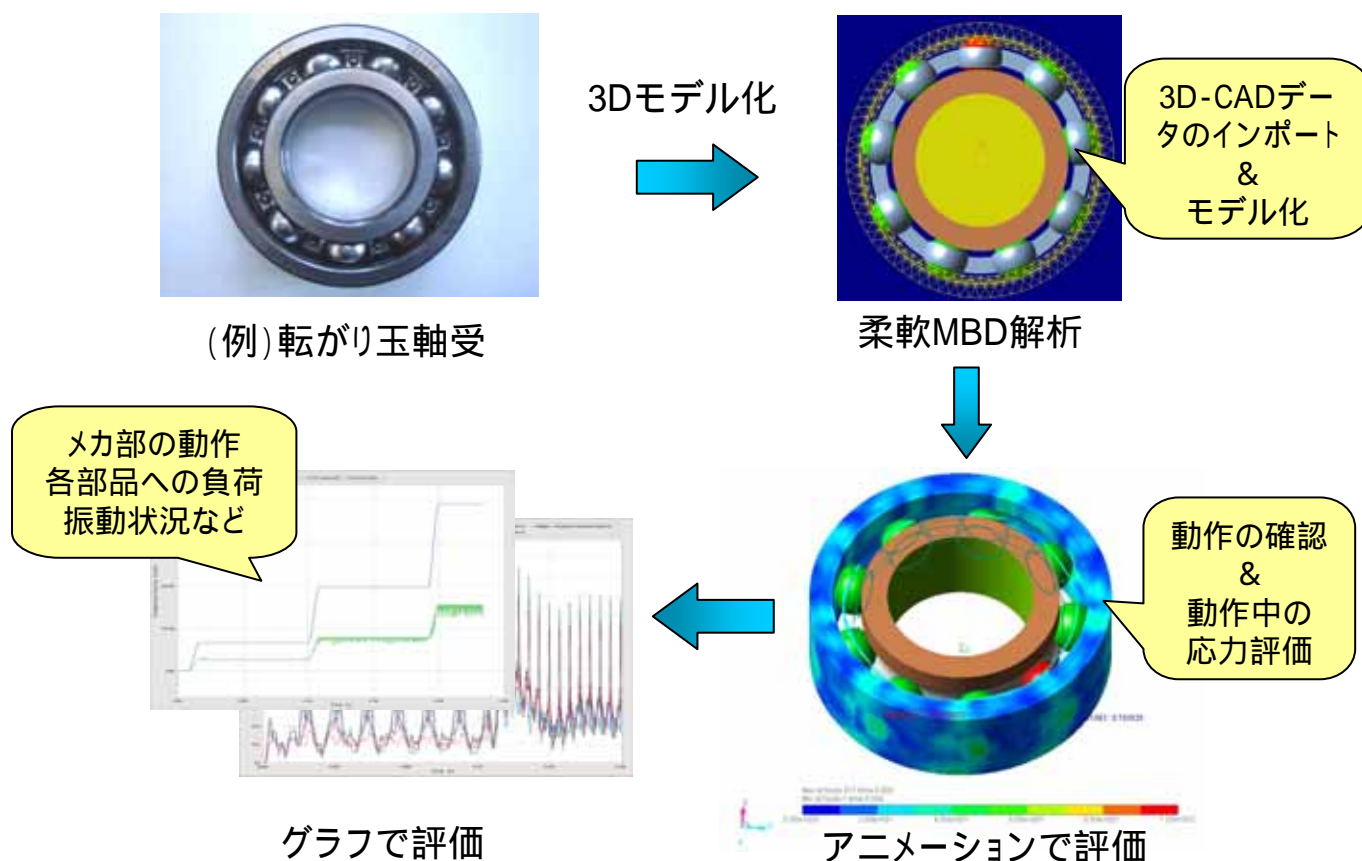 3Dモデル化
3D-CADデー
タのインポート
&
モデル化
(例)転がり玉軸受
柔軟MBD解析
メカ部の動作
各部品への負荷
振動状況など
動作の確認
&
動作中の
応力評価
グラフで評価
アニメーションで評価